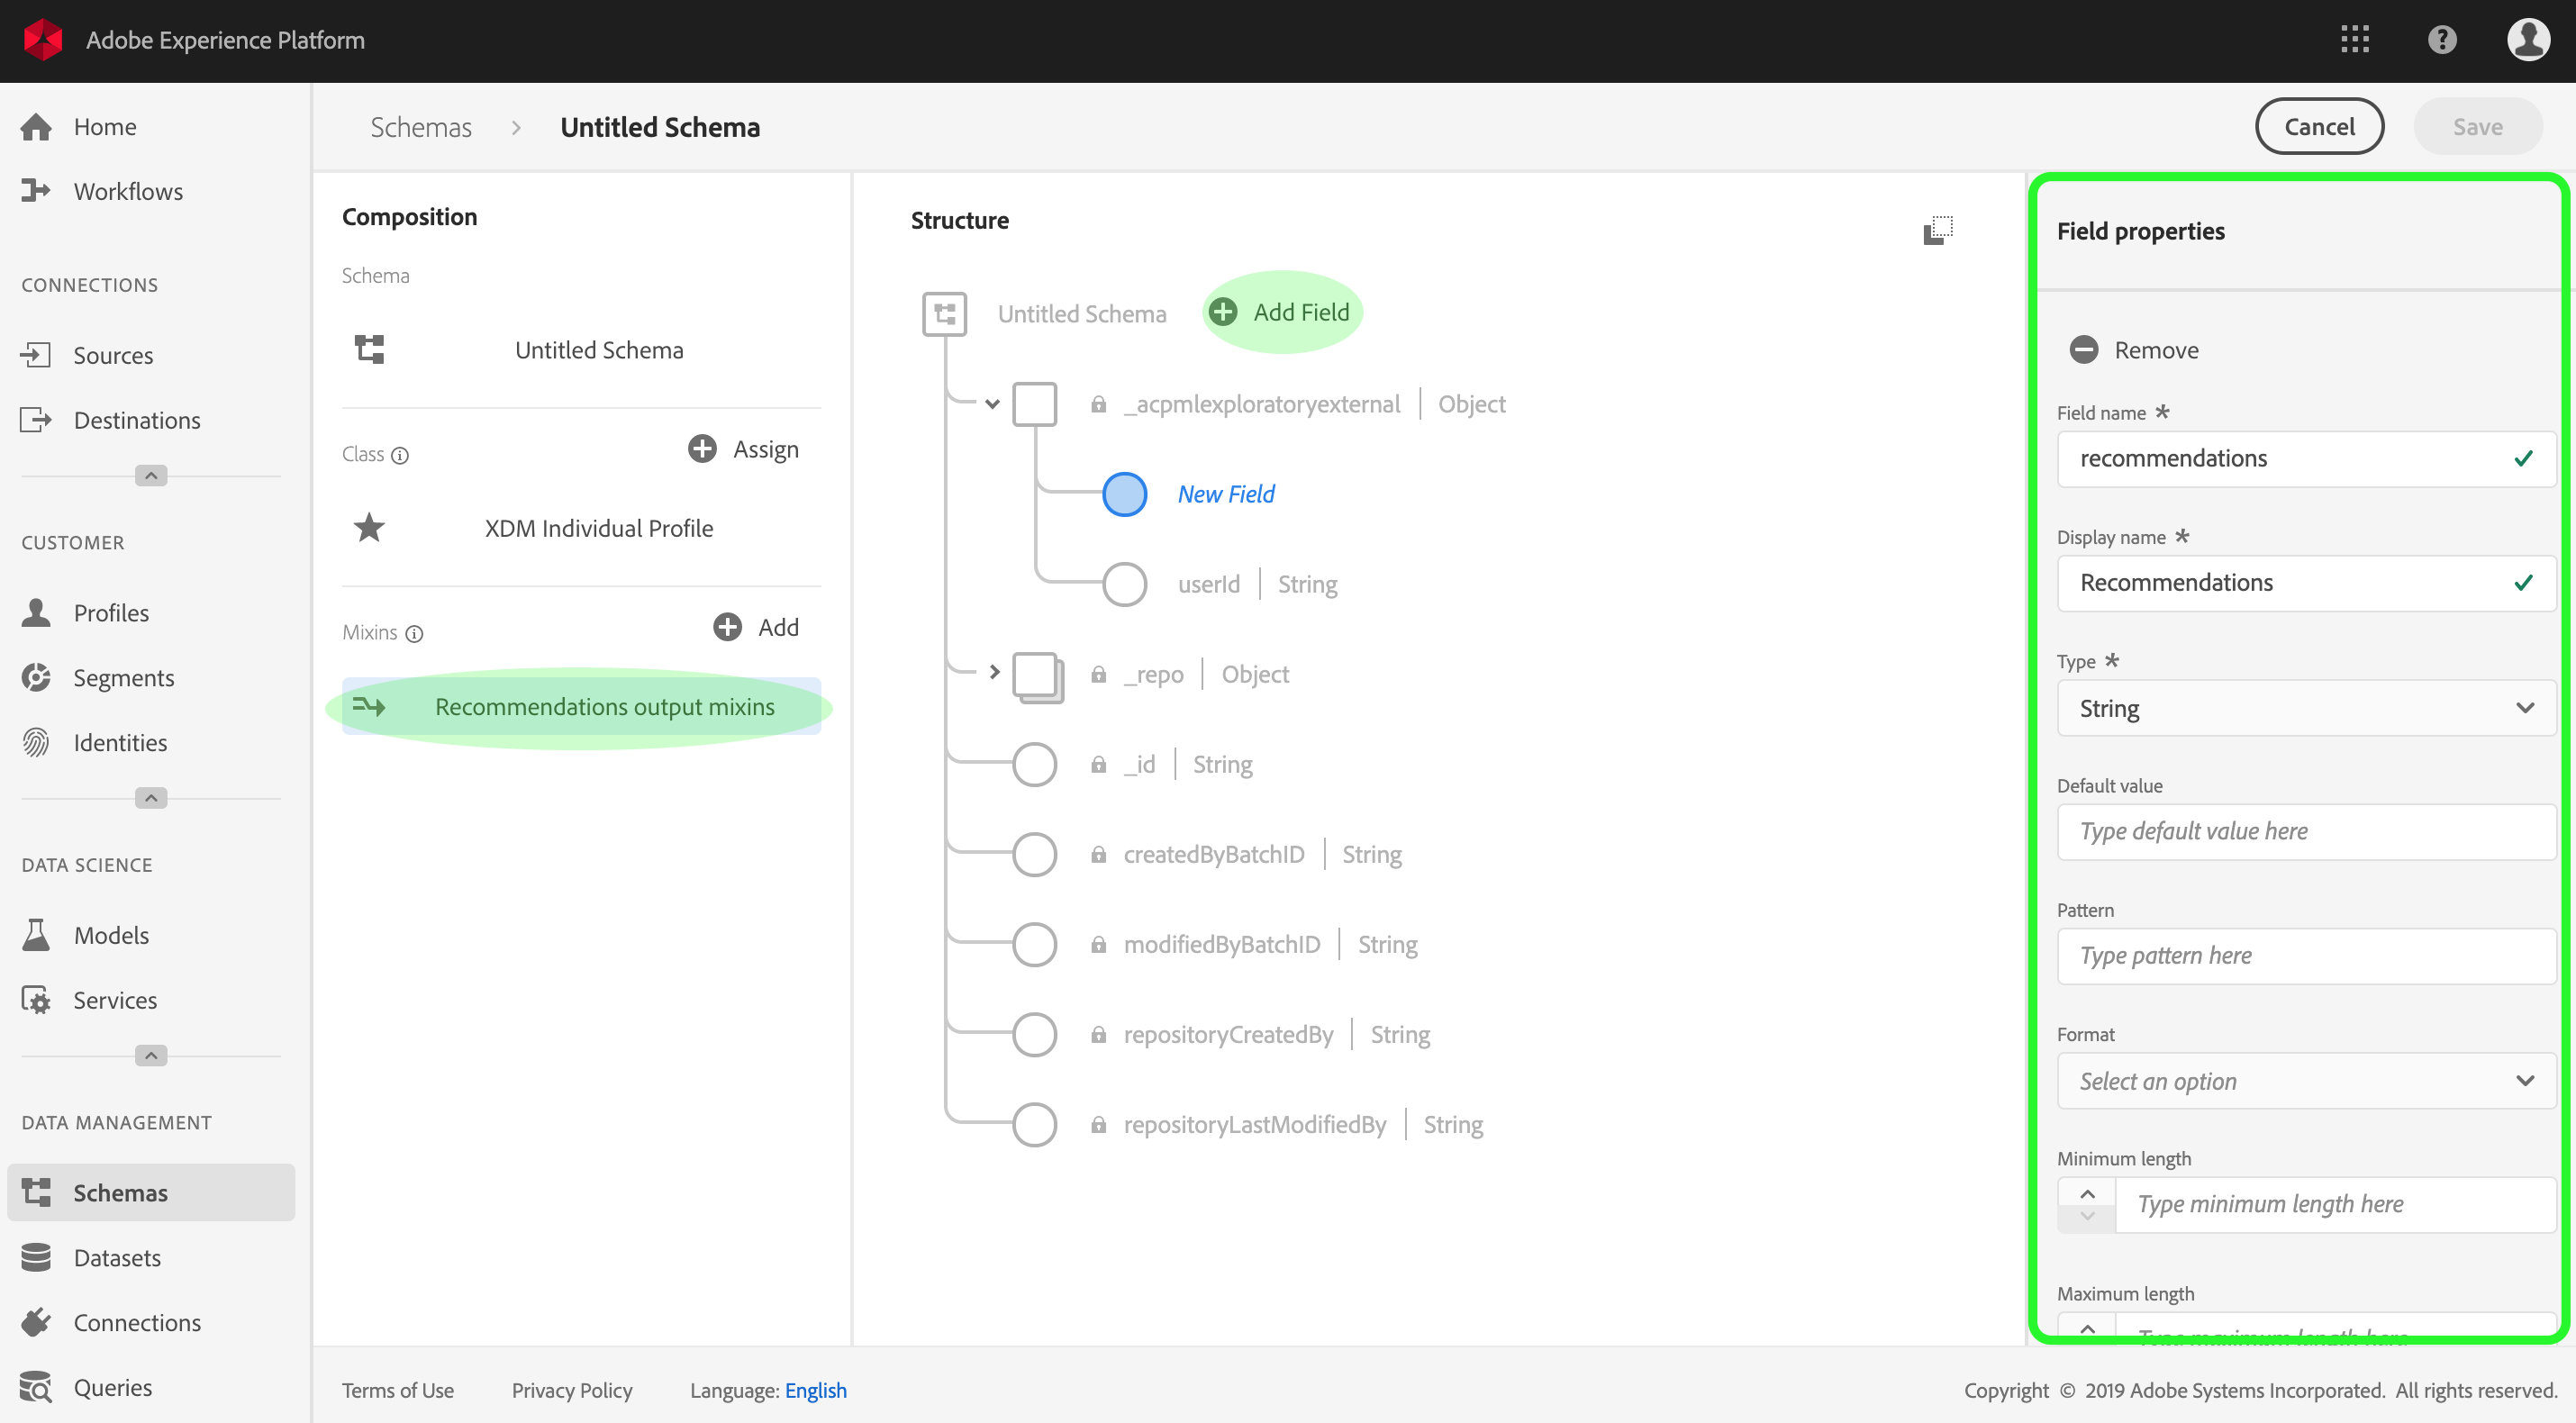 Adobe Experience Platform
?
Home
Workflows
CONNECTIONS
Sources
Destinations
CUSTOMER
Profiles
Segments
Identities
DATA SCIENCE
Models
Services
DATA MANAGEMENT
Schemas
Datasets
Connections
Queries
Schemas > Untitled Schema
Cancel
Save
Composition
Schema
Untitled Schema
Class
Assign
XDM Individual Profile
Mixins
Add
Recommendations output mixins
Structure
Untitled Schema
Add Field
_acpmlexploratoryexternal | Object
New Field
userId | String
_repo | Object
_id | String
createdByBatchID | String
modifiedByBatchID | String
repositoryCreatedBy | String
repositoryLastModifiedBy | String
Field properties
Remove
Field name *
recommendations
Display name *
Recommendations
Type *
String
Default value
Type default value here
Pattern
Type pattern here
Format
Select an option
Minimum length
Type minimum length here
Maximum length
Type maximum length here
Terms of Use
Privacy Policy
Language: English
Copyright © 2019 Adobe Systems Incorporated. All rights reserved.